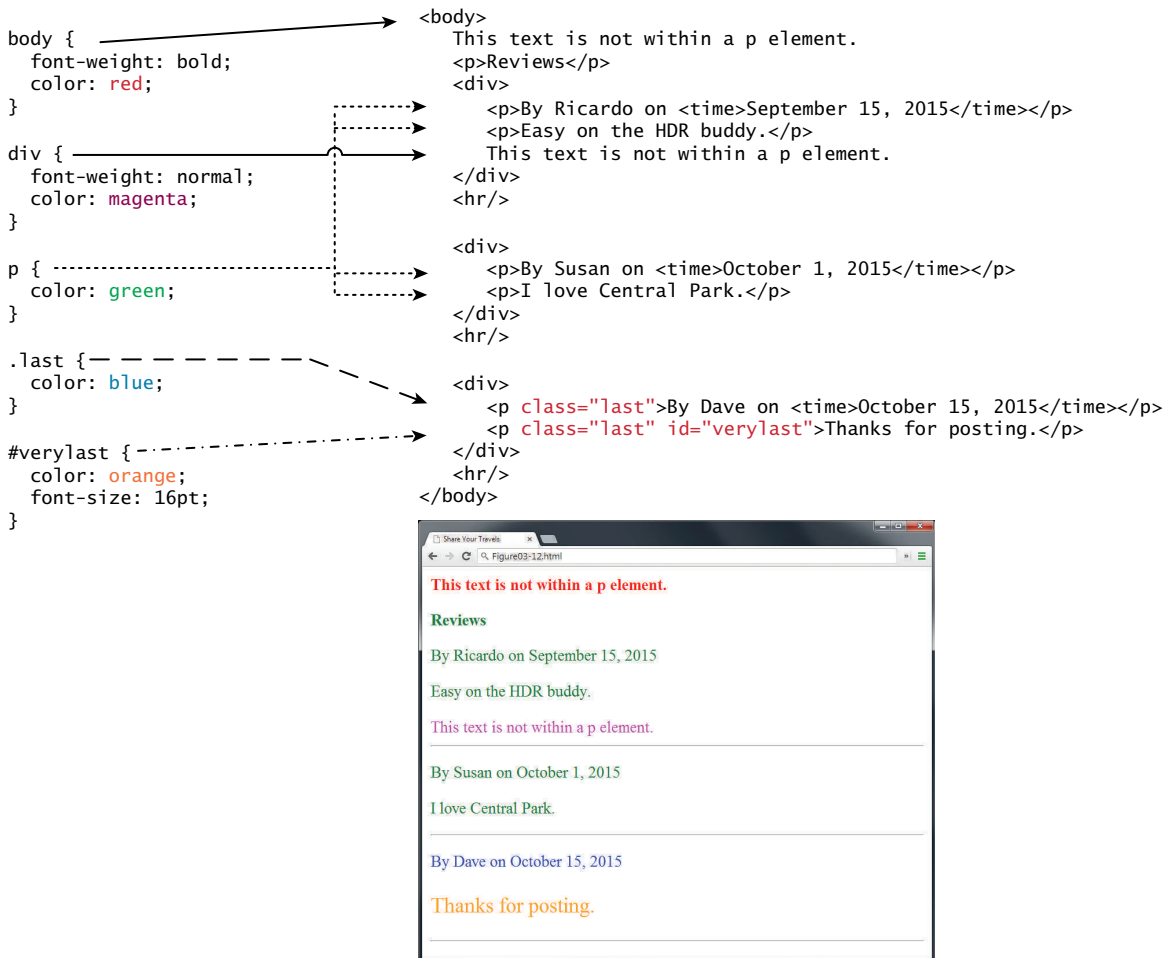 body {
  font-weight: bold;
  color: red;
}
div {
  font-weight: normal;
  color: magenta;
}
p {
  color: green;
}
.last {
  color: blue;
}
#verylast {
  color: orange;
  font-size: 16pt;
}
<body>
   This text is not within a p element.
   <p>Reviews</p>
   <div>
      <p>By Ricardo on <time>September 15, 2015</time></p>
      <p>Easy on the HDR buddy.</p>
      This text is not within a p element.
   </div>
   <hr/>
   <div>
      <p>By Susan on <time>October 1, 2015</time></p>
      <p>I love Central Park.</p>
   </div>
   <hr/>
   <div>
      <p class="last">By Dave on <time>October 15, 2015</time></p>
      <p class="last" id="verylast">Thanks for posting.</p>
   </div>
   <hr/>
</body>
Share Your Travels
Figure03-12.html
This text is not within a p element.
Reviews
By Ricardo on September 15, 2015
Easy on the HDR buddy.
This text is not within a p element.
By Susan on October 1, 2015
I love Central Park.
By Dave on October 15, 2015
Thanks for posting.